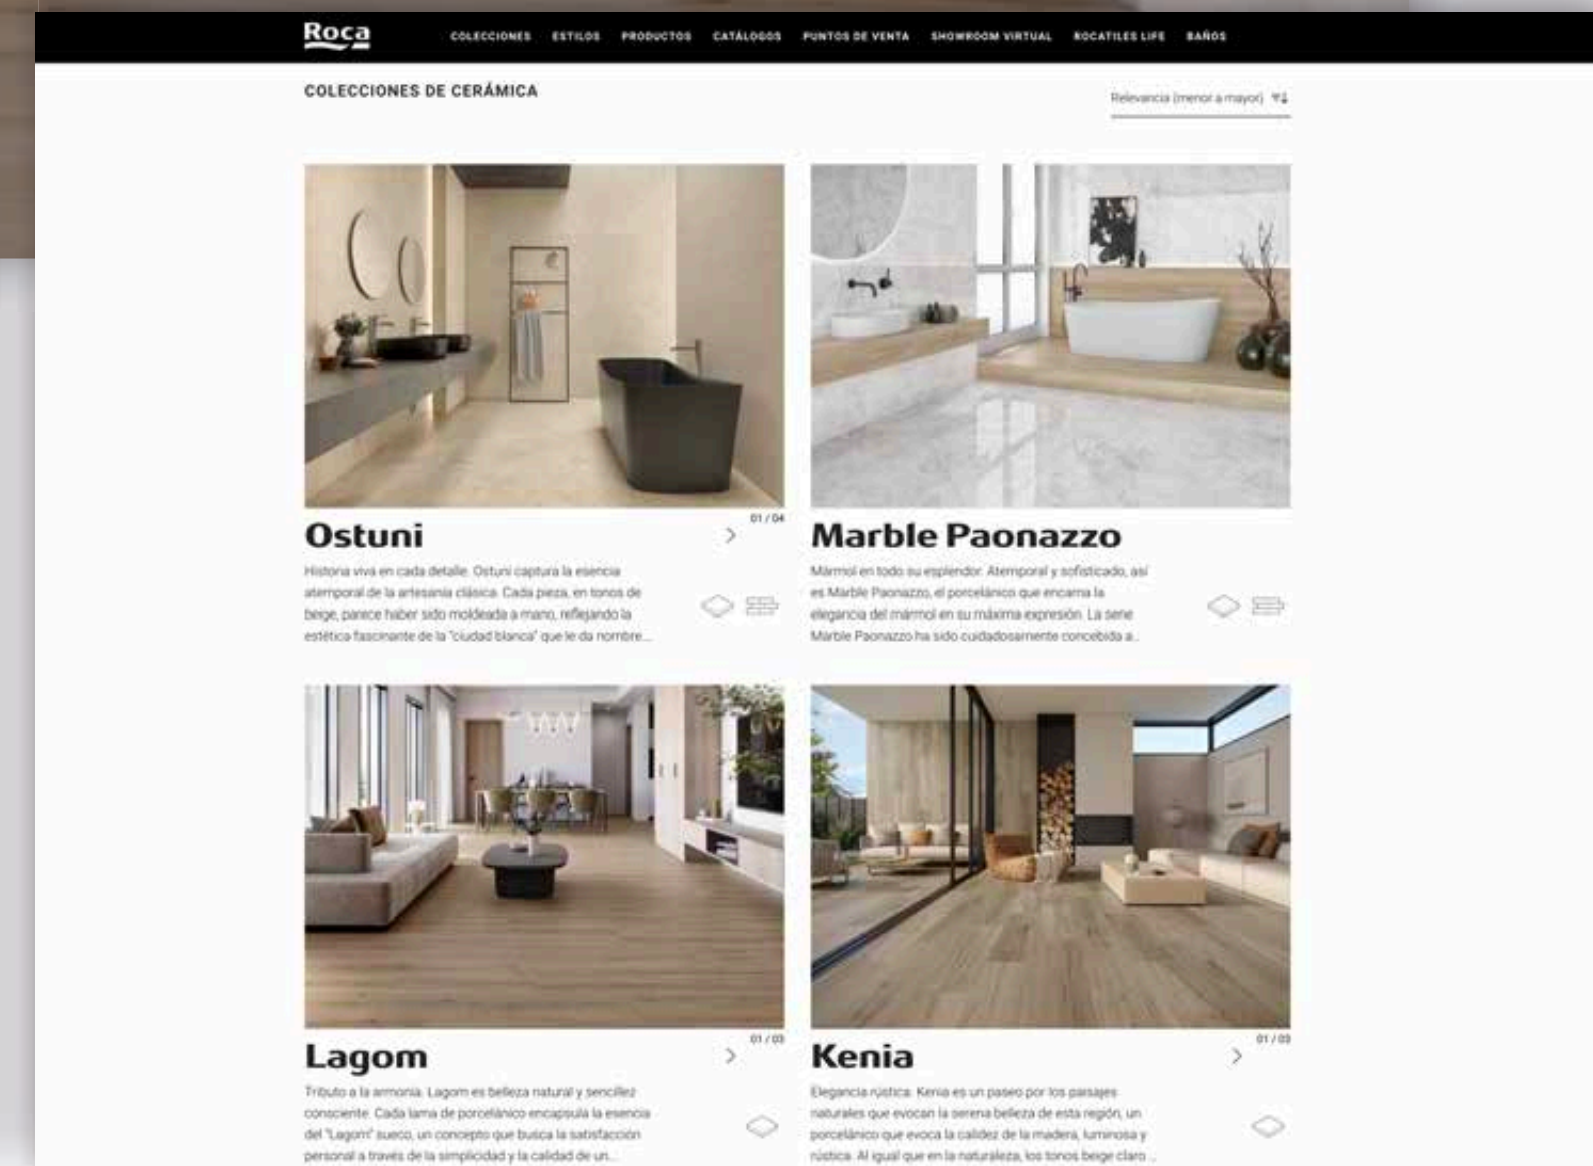 Roca
COLECCIONES ESTILOS PRODUCTOS CATÁLOGOS PUNTOS DE VENTA SHOWROOM VIRTUAL ROCATILES LIFE BAÑOS
COLECCIONES DE CERÁMICA
Relevancia (menor a mayor)
01 / 04
Ostuni
Historia viva en cada detalle. Ostuni captura la esencia
atemporal de la artesanía clásica. Cada pieza, en tonos de
beige, parece haber sido moldeada a mano, reflejando la
estética fascinante de la "ciudad blanca" que le da nombre...
Marble Paonazzo
Mármol en todo su esplendor. Atemporal y sofisticado, así
es Marble Paonazzo, el porcelánico que encarna la
elegancia del mármol en su máxima expresión. La serie
Marble Paonazzo ha sido cuidadosamente concebida a...
01 / 03
Lagom
Tributo a la armonía. Lagom es belleza natural y sencillez
consciente. Cada lama de porcelánico encapsula la esencia
del "Lagom" sueco, un concepto que busca la satisfacción
personal a través de la simplicidad y la calidad de un...
01 / 03
Kenia
Elegancia rústica. Kenia es un paseo por los paisajes
naturales que evocan la serena belleza de esta región, un
porcelánico que evoca la calidez de la madera, luminosa y
rústica. Al igual que en la naturaleza, los tonos beige claro ...